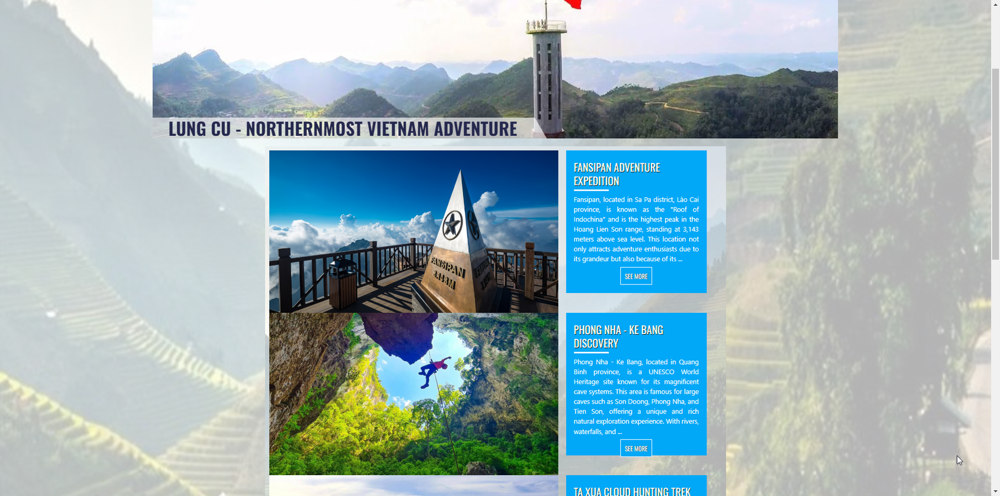 LUNG CU - NORTHERNMOST VIETNAM ADVENTURE
FANSIPAN ADVENTURE
EXPEDITION
Fansipan, located in Sa Pa district, Lào Cai
province, is known as the "Roof of
Indochina" and is the highest peak in the
Hoang Lien Son range, standing at 3,143
meters above sea level. This location not
only attracts adventure enthusiasts due to
its grandeur but also because of its ...
SEE MORE
FANSIPAN
3.143M
PHONG NHA - KE BANG
DISCOVERY
Phong Nha - Ke Bang, located in Quang
Binh province, is a UNESCO World
Heritage site known for its magnificent
cave systems. This area is famous for large
caves such as Son Doong, Phong Nha, and
Tien Son, offering a unique and rich
natural exploration experience. With rivers,
waterfalls, and ...
SEE MORE
TA XUA CLOUD HUNTING TREK